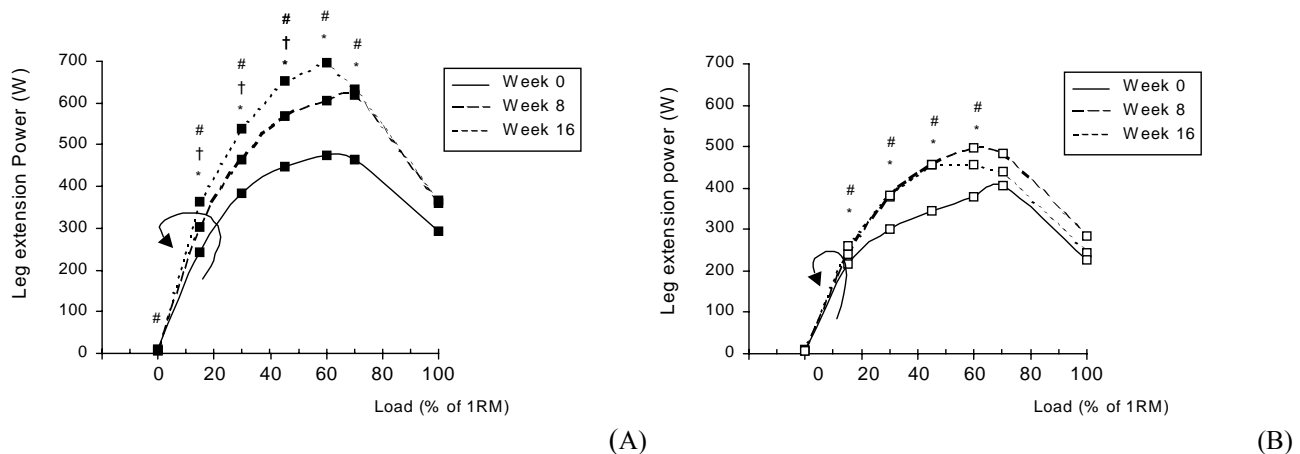 #
#
†
*
#
†
*
#
*
#
*
#
†
*
#
700
600
500
400
300
200
100
0
0 20 40 60 80 100
Leg extension Power (W)
Load (% of 1RM)
Week 0
Week 8
Week 16
(A)
#
*
#
*
#
*
#
*
700
600
500
400
300
200
100
0
0 20 40 60 80 100
Leg extension power (W)
Load (% of 1RM)
Week 0
Week 8
Week 16
(B)